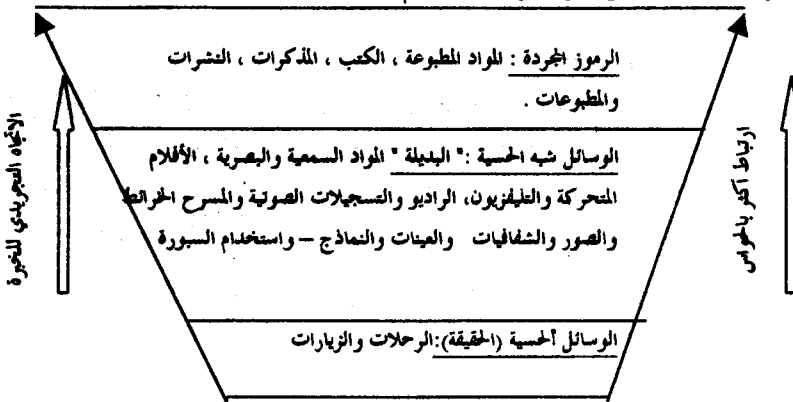 الرموز المجردة : المواد المطبوعة ، الكتب ، المذكرات ، النشرات
والمطبوعات .
الوسائل شبه الحسية :" البديلة " المواد السمعية والبصرية ، الأفلام
المتحركة والتليفزيون، الراديو والتسجيلات الصوتية والمسرح الخرائط
والصور والشفافيات والعينات والنماذج – واستخدام السبورة
الوسائل ألحسية (الحقيقة):الرحلات والزيارات
ارتباط أكثر بالحواس
الاتجاه التجريدي للخبرة